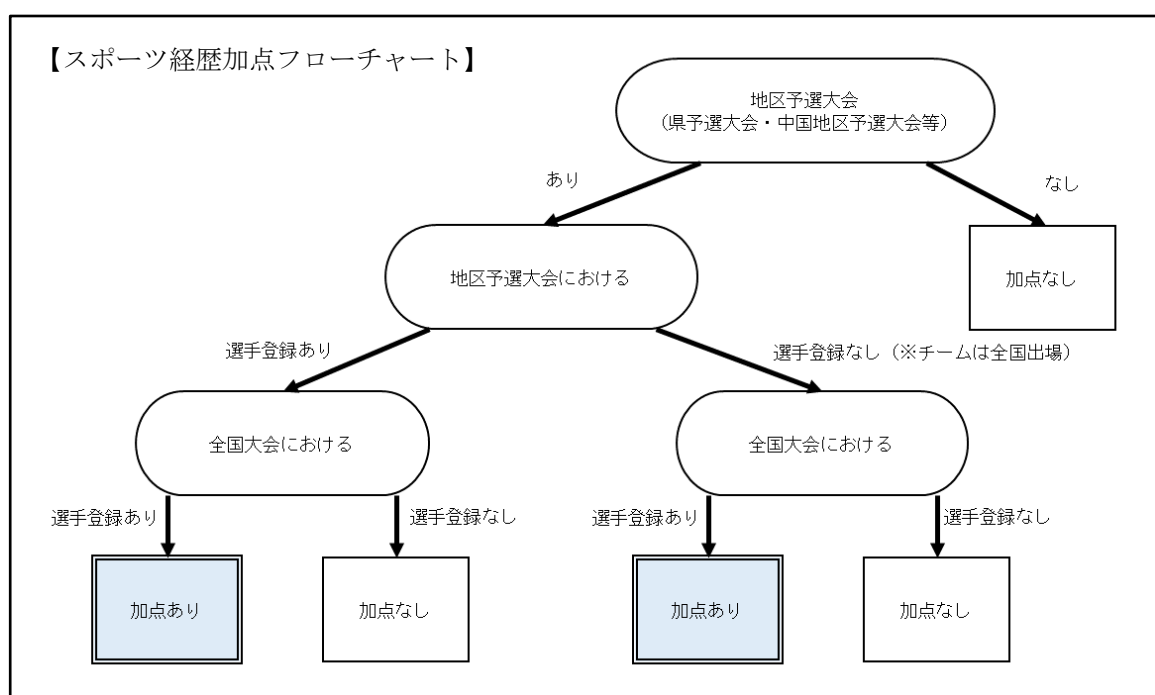 【スポーツ経歴加点フローチャート】
地区予選大会
（県予選大会・中国地区予選大会等）
あり
なし
地区予選大会における
加点なし
選手登録あり
選手登録なし（※チームは全国出場）
全国大会における
全国大会における
選手登録あり
選手登録なし
選手登録あり
選手登録なし
加点あり
加点なし
加点あり
加点なし